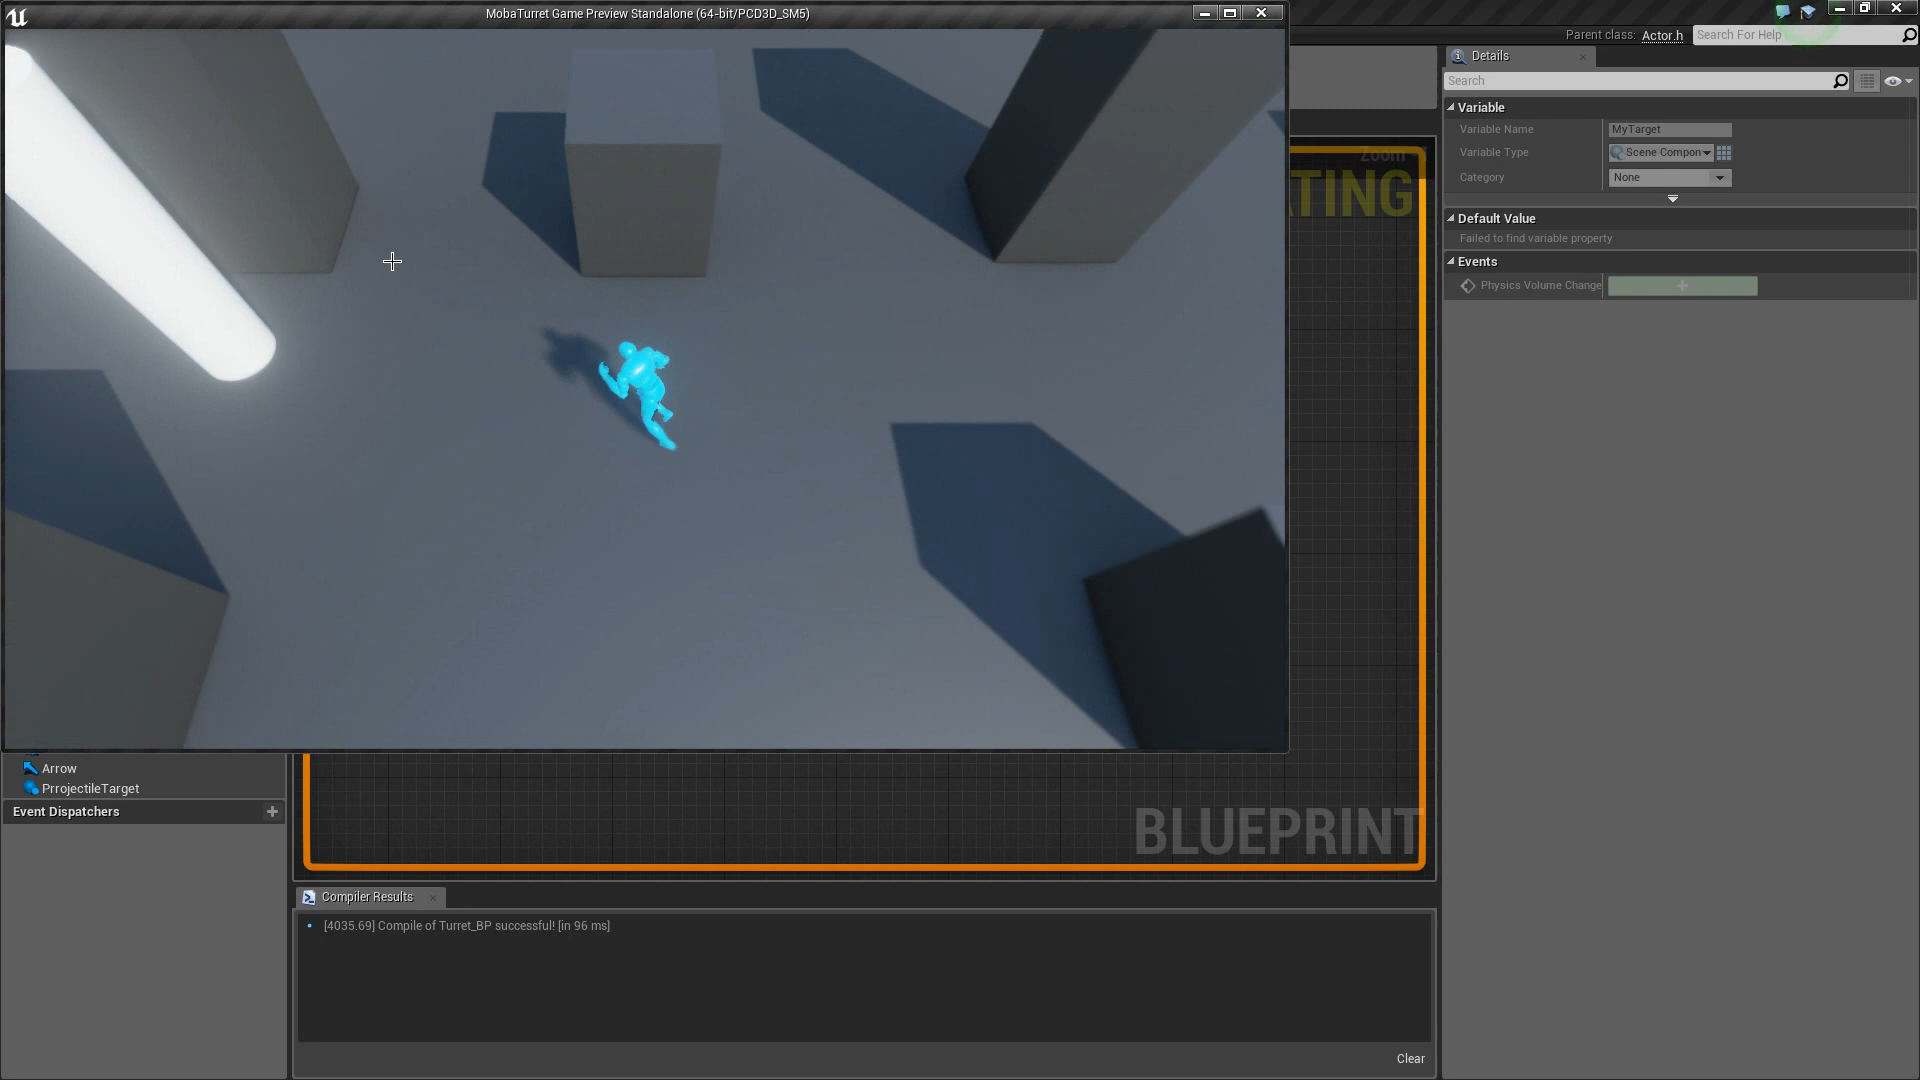 MobaTurret Game Preview Standalone (64-bit/PCD3D_SM5)
Parent class: Actor.h
Search For Help
Details
Search
Variable
Variable Name
MyTarget
Variable Type
Scene Compon
Category
None
Default Value
Failed to find variable property
Events
Physics Volume Change
Zoom
TING
Arrow
PrrojectileTarget
Event Dispatchers
BLUEPRINT
Compiler Results
[4035.69] Compile of Turret_BP successful! [in 96 ms]
Clear